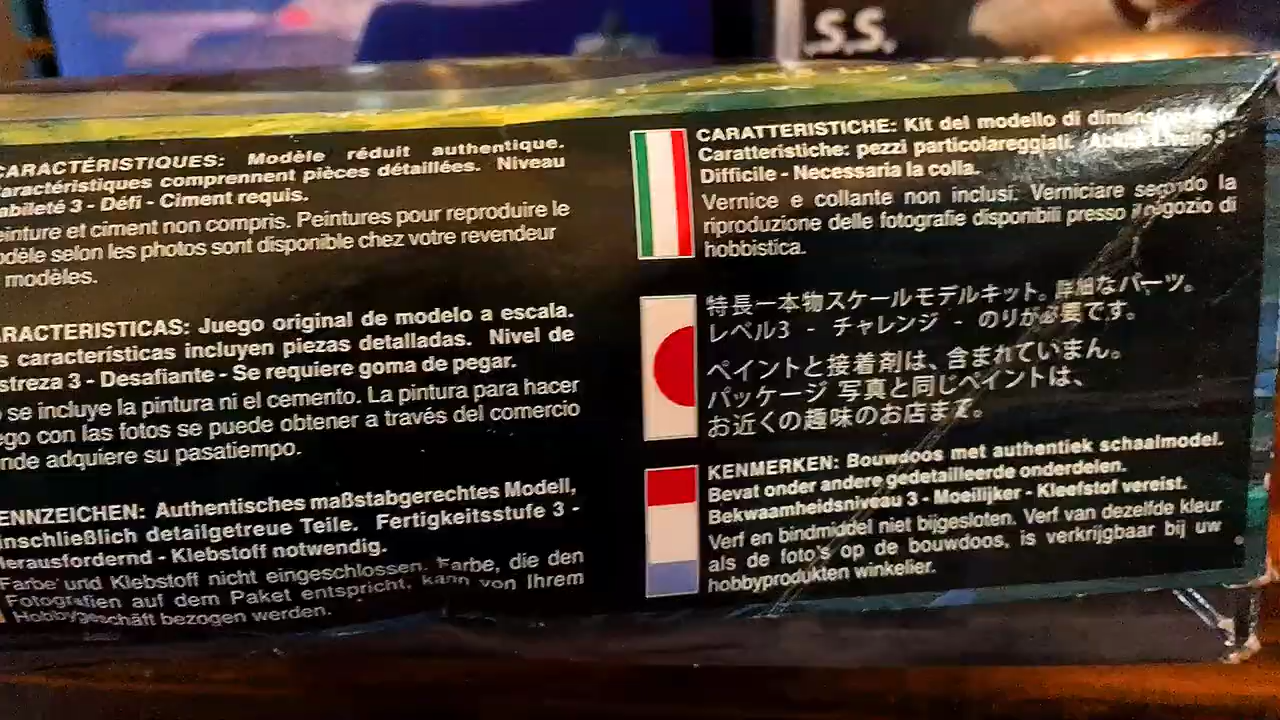 .S.S.
CARACTÉRISTIQUES: Modèle réduit authentique.
aractéristiques comprennent pièces détaillées. Niveau
abileté 3 - Défi - Ciment requis.
einture et ciment non compris. Peintures pour reproduire le
odèle selon les photos sont disponible chez votre revendeur
modèles.
RACTERISTICAS: Juego original de modelo a escala.
s características incluyen piezas detalladas. Nivel de
streza 3 - Desafiante - Se requiere goma de pegar.
se incluye la pintura ni el cemento. La pintura para hacer
ego con las fotos se puede obtener a través del comercio
nde adquiere su pasatiempo.
ENNZEICHEN: Authentisches maßstabgerechtes Modell,
inschließlich detailgetreue Teile. Fertigkeitsstufe 3 -
erausfordernd - Klebstoff notwendig.
Farbe und Klebstoff nicht eingeschlossen. Farbe, die den
Fotografien auf dem Paket entspricht, kann von Ihrem
Hobbygeschäft bezogen werden.
CARATTERISTICHE: Kit del modello di
Caratteristiche: pezzi particolareggiati. 3 -
Difficile - Necessaria la colla.
Vernice e collante non inclusi. Verniciare secondo la
riproduzione delle fotografie disponibili presso il negozio di
hobbistica.
特長一本物スケールモデルキット。詳細なパーツ。
レベル3 - チャレンジ - のりが必要です。
ペイントと接着剤は、含まれていまん。
パッケージ 写真と同じペイントは、
お近くの趣味のお店まで。
KENMERKEN: Bouwdoos met authentiek schaalmodel.
Bevat onder andere gedetailleerde onderdelen.
Bekwaamheidsniveau 3 - Moeilijker - Kleefstof vereist.
Verf en bindmiddel niet bijgesloten. Verf van dezelfde kleur
als de foto's op de bouwdoos, is verkrijgbaar bij uw
hobbyprodukten winkelier.